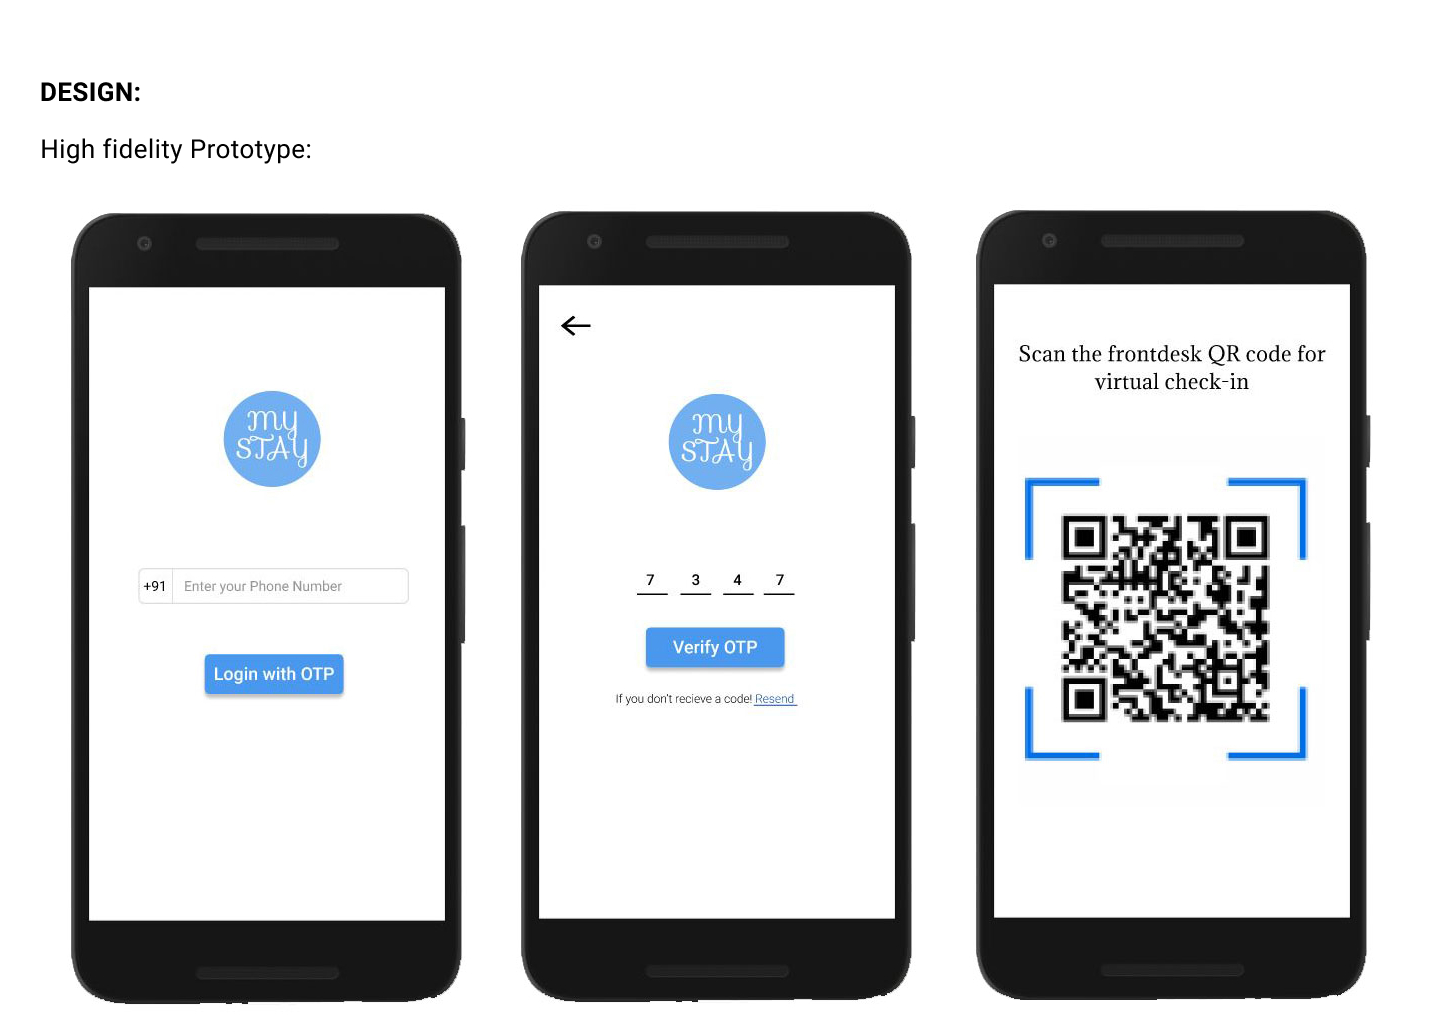 DESIGN:
High fidelity Prototype:
my
STAY
+91 Enter your Phone Number
Login with OTP
my
STAY
7 3 4 7
Verify OTP
If you don't recieve a code! Resend
Scan the frontdesk QR code for
virtual check-in